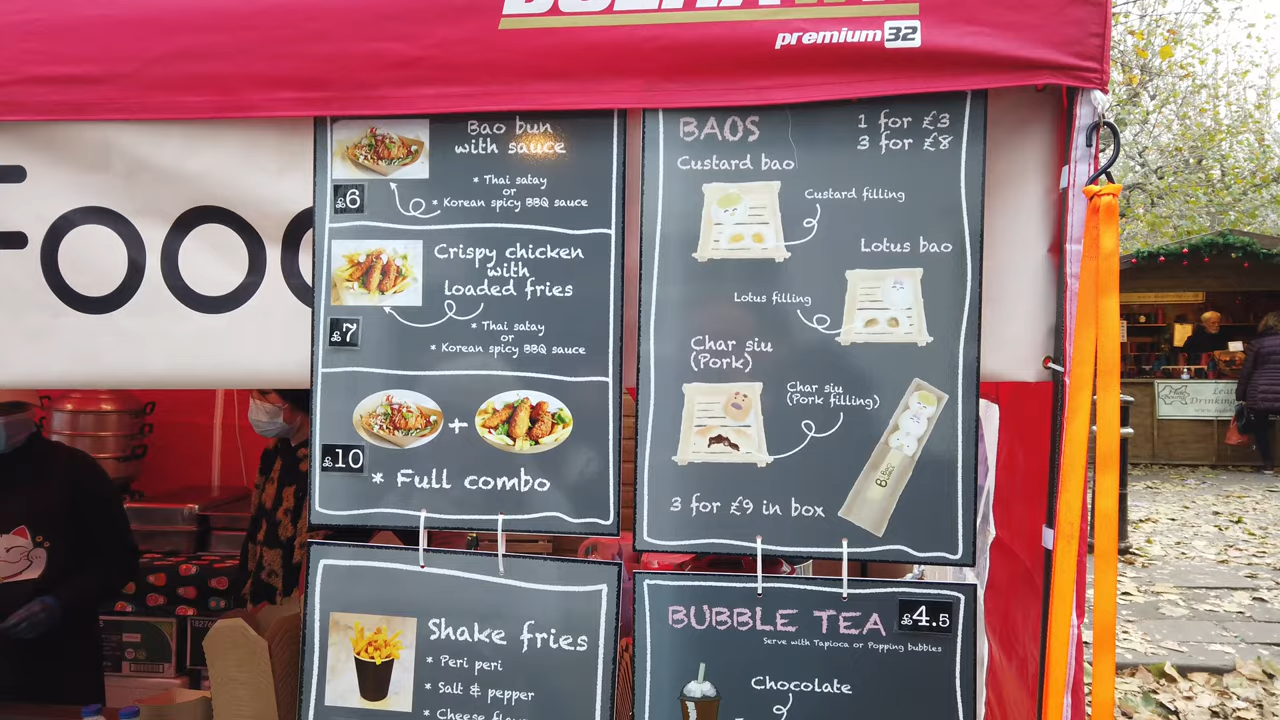 premium 32
Food
Bao bun
with sauce
* Thai satay
or
* Korean spicy BBQ sauce
£6
Crispy chicken
with
loaded fries
* Thai satay
or
* Korean spicy BBQ sauce
£7
+
£10
* Full combo
Shake fries
* Peri peri
* Salt & pepper
BAOS
1 for £3
3 for £8
Custard bao
Custard filling
Lotus bao
Lotus filling
Char siu
(Pork)
Char siu
(Pork filling)
3 for £9 in box
BUBBLE TEA
£4.5
Serve with Tapioca or Popping bubbles
Chocolate